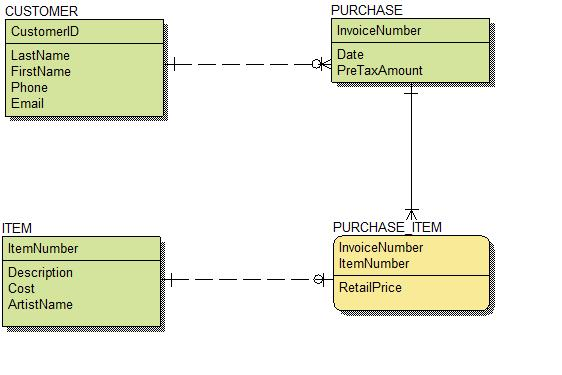 CUSTOMER
CustomerID
LastName
FirstName
Phone
Email
PURCHASE
InvoiceNumber
Date
PreTaxAmount
ITEM
ItemNumber
Description
Cost
ArtistName
PURCHASE_ITEM
InvoiceNumber
ItemNumber
RetailPrice